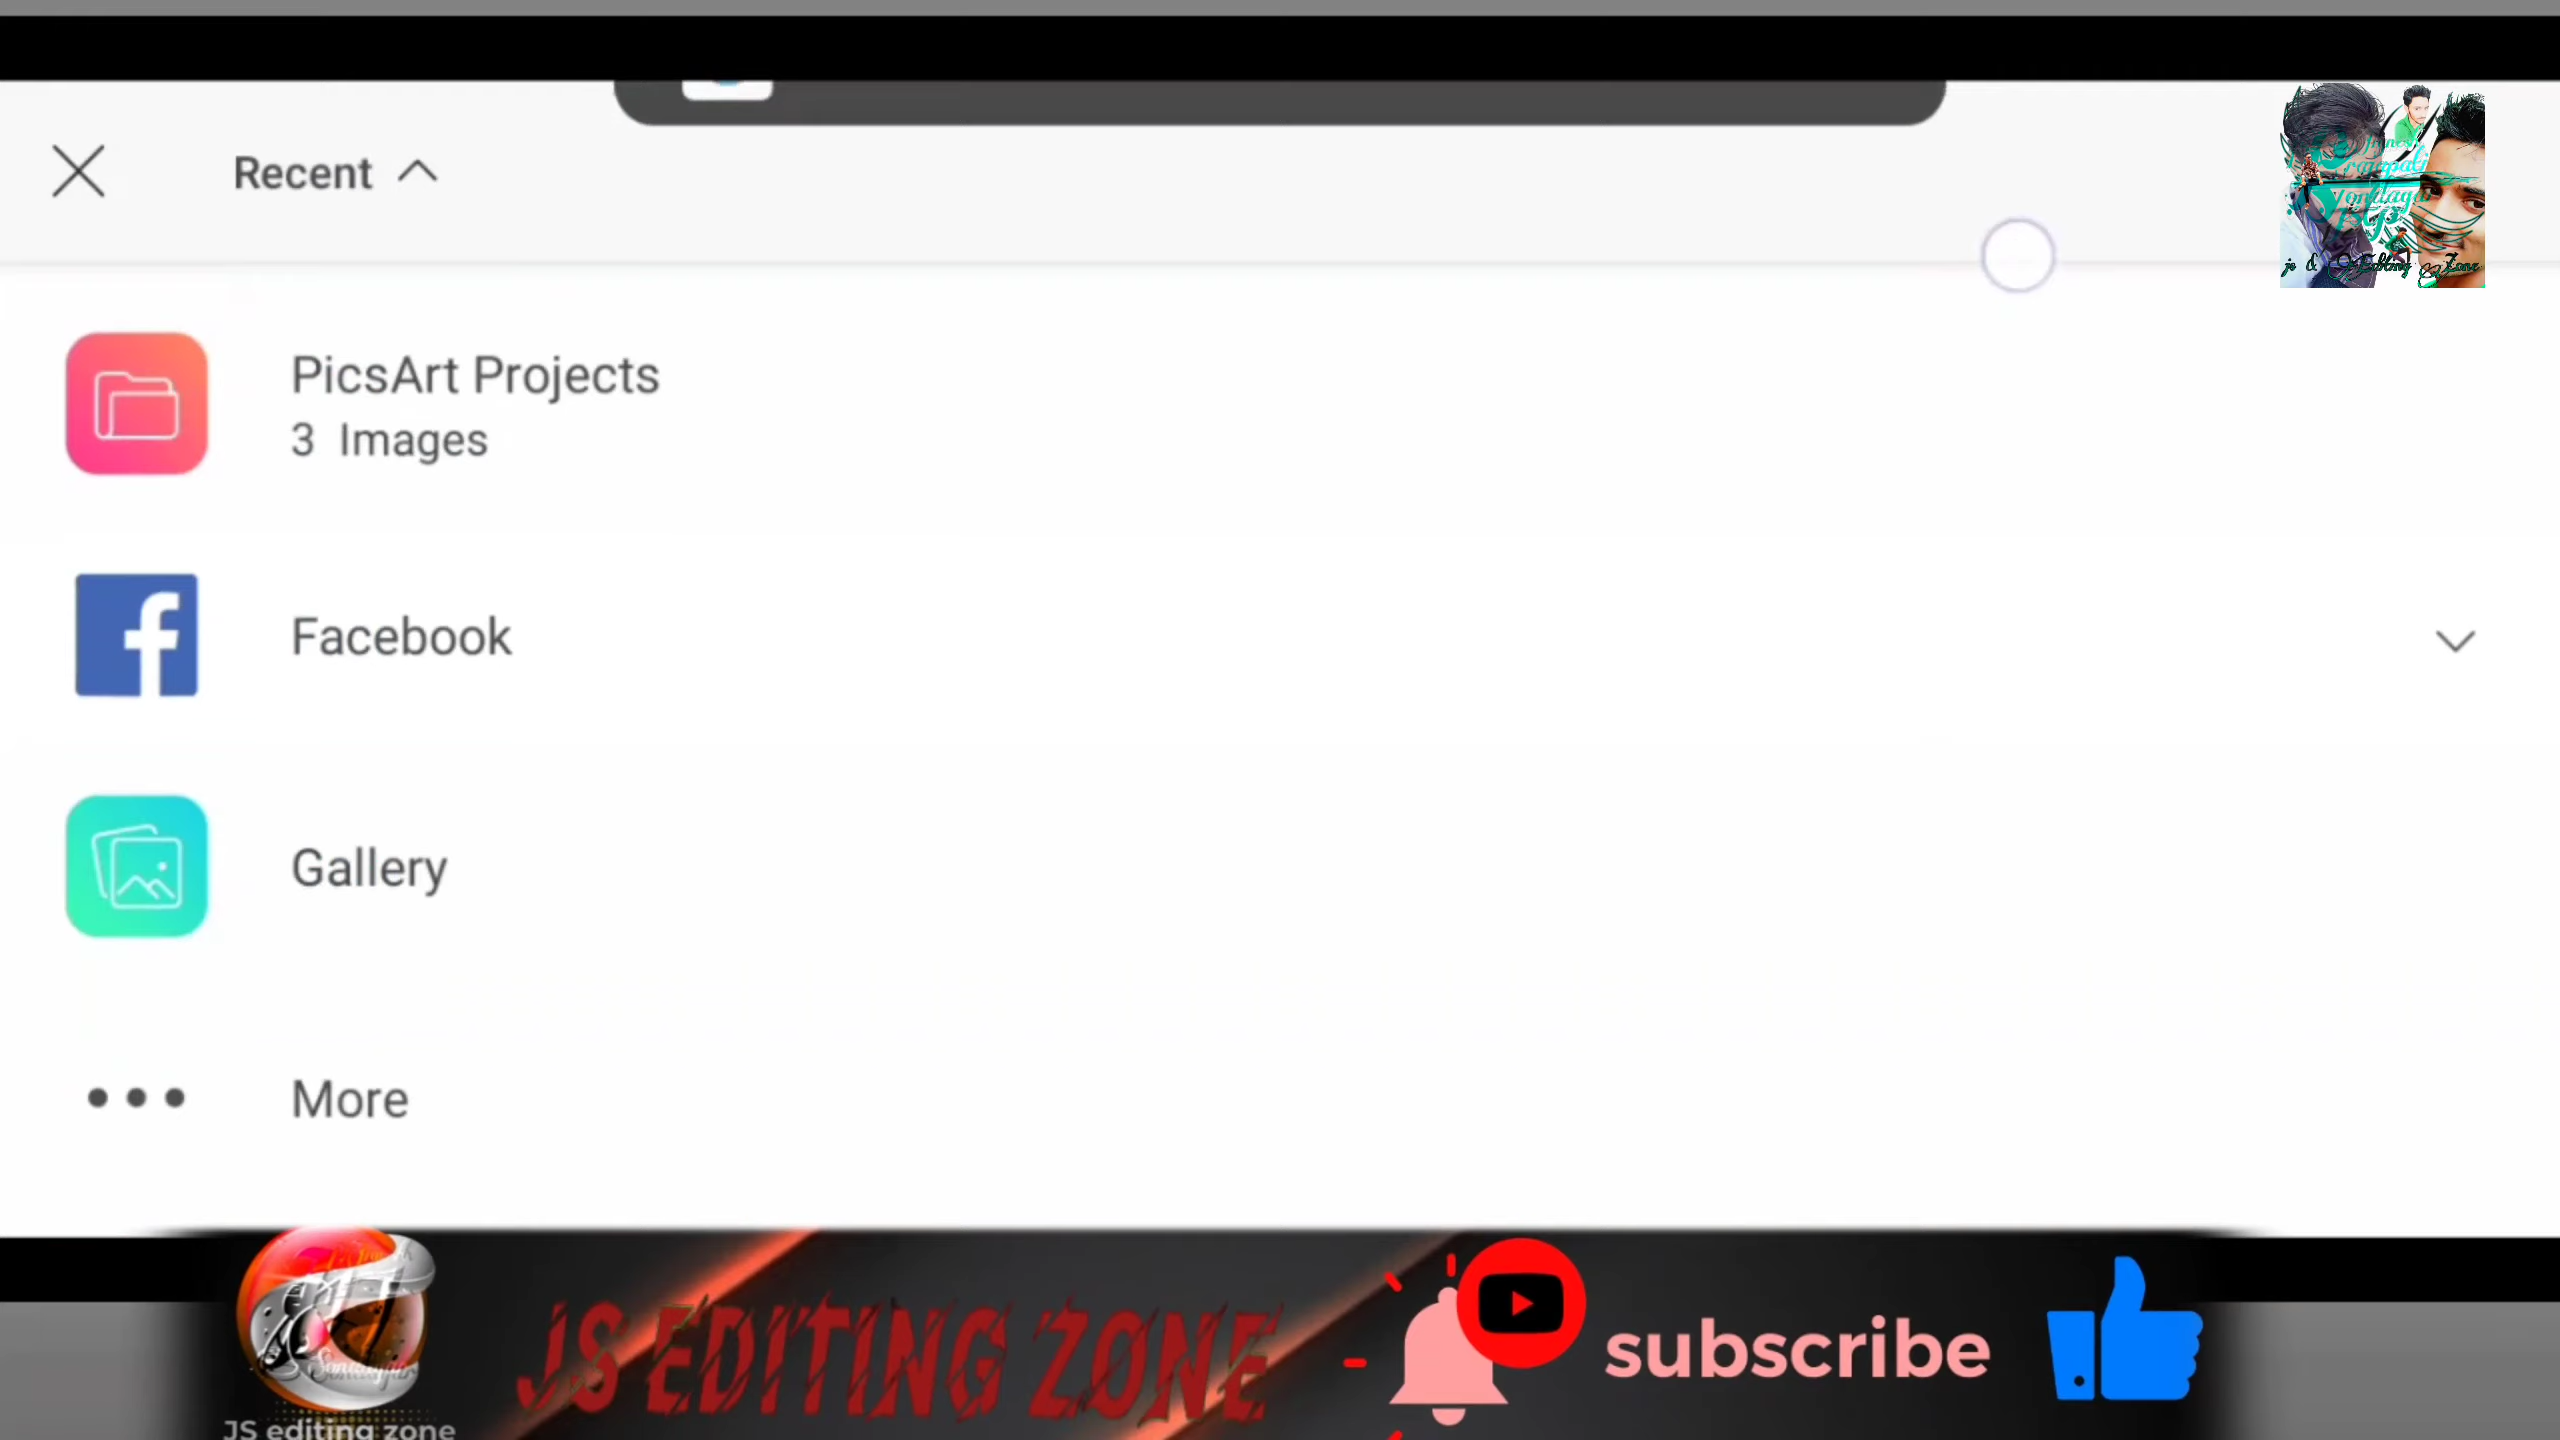 Recent
PicsArt Projects
3 Images
Facebook
Gallery
More
JS EDITING ZONE
subscribe
JS editing zone